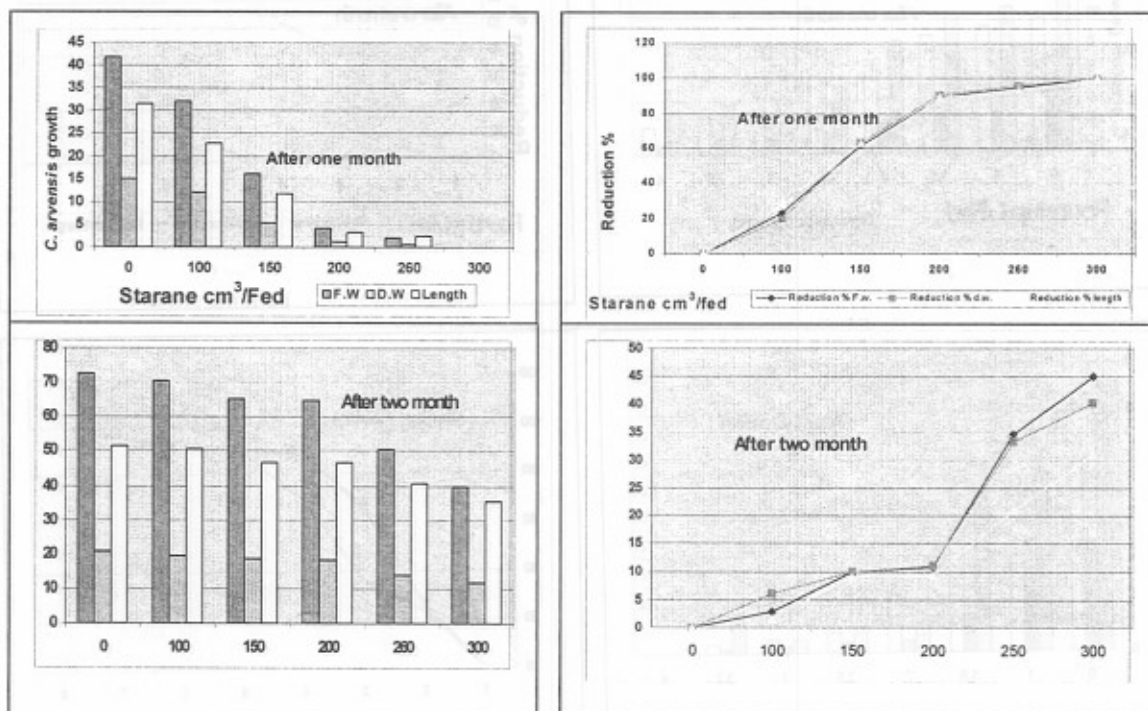 45
40
35
30
25
20
15
10
5
0
C. arvensis growth
After one month
0 100 150 200 260 300
Starane cm³/Fed
F.W D.W Length
120
100
80
60
40
20
0
Reduction %
After one month
0 100 150 200 260 300
Starane cm³/fed
Reduction % F.w. Reduction % d.w. Reduction % length
80
70
60
50
40
30
20
10
0
After two month
0 100 150 200 260 300
50
45
40
35
30
25
20
15
10
5
0
After two month
0 100 150 200 250 300